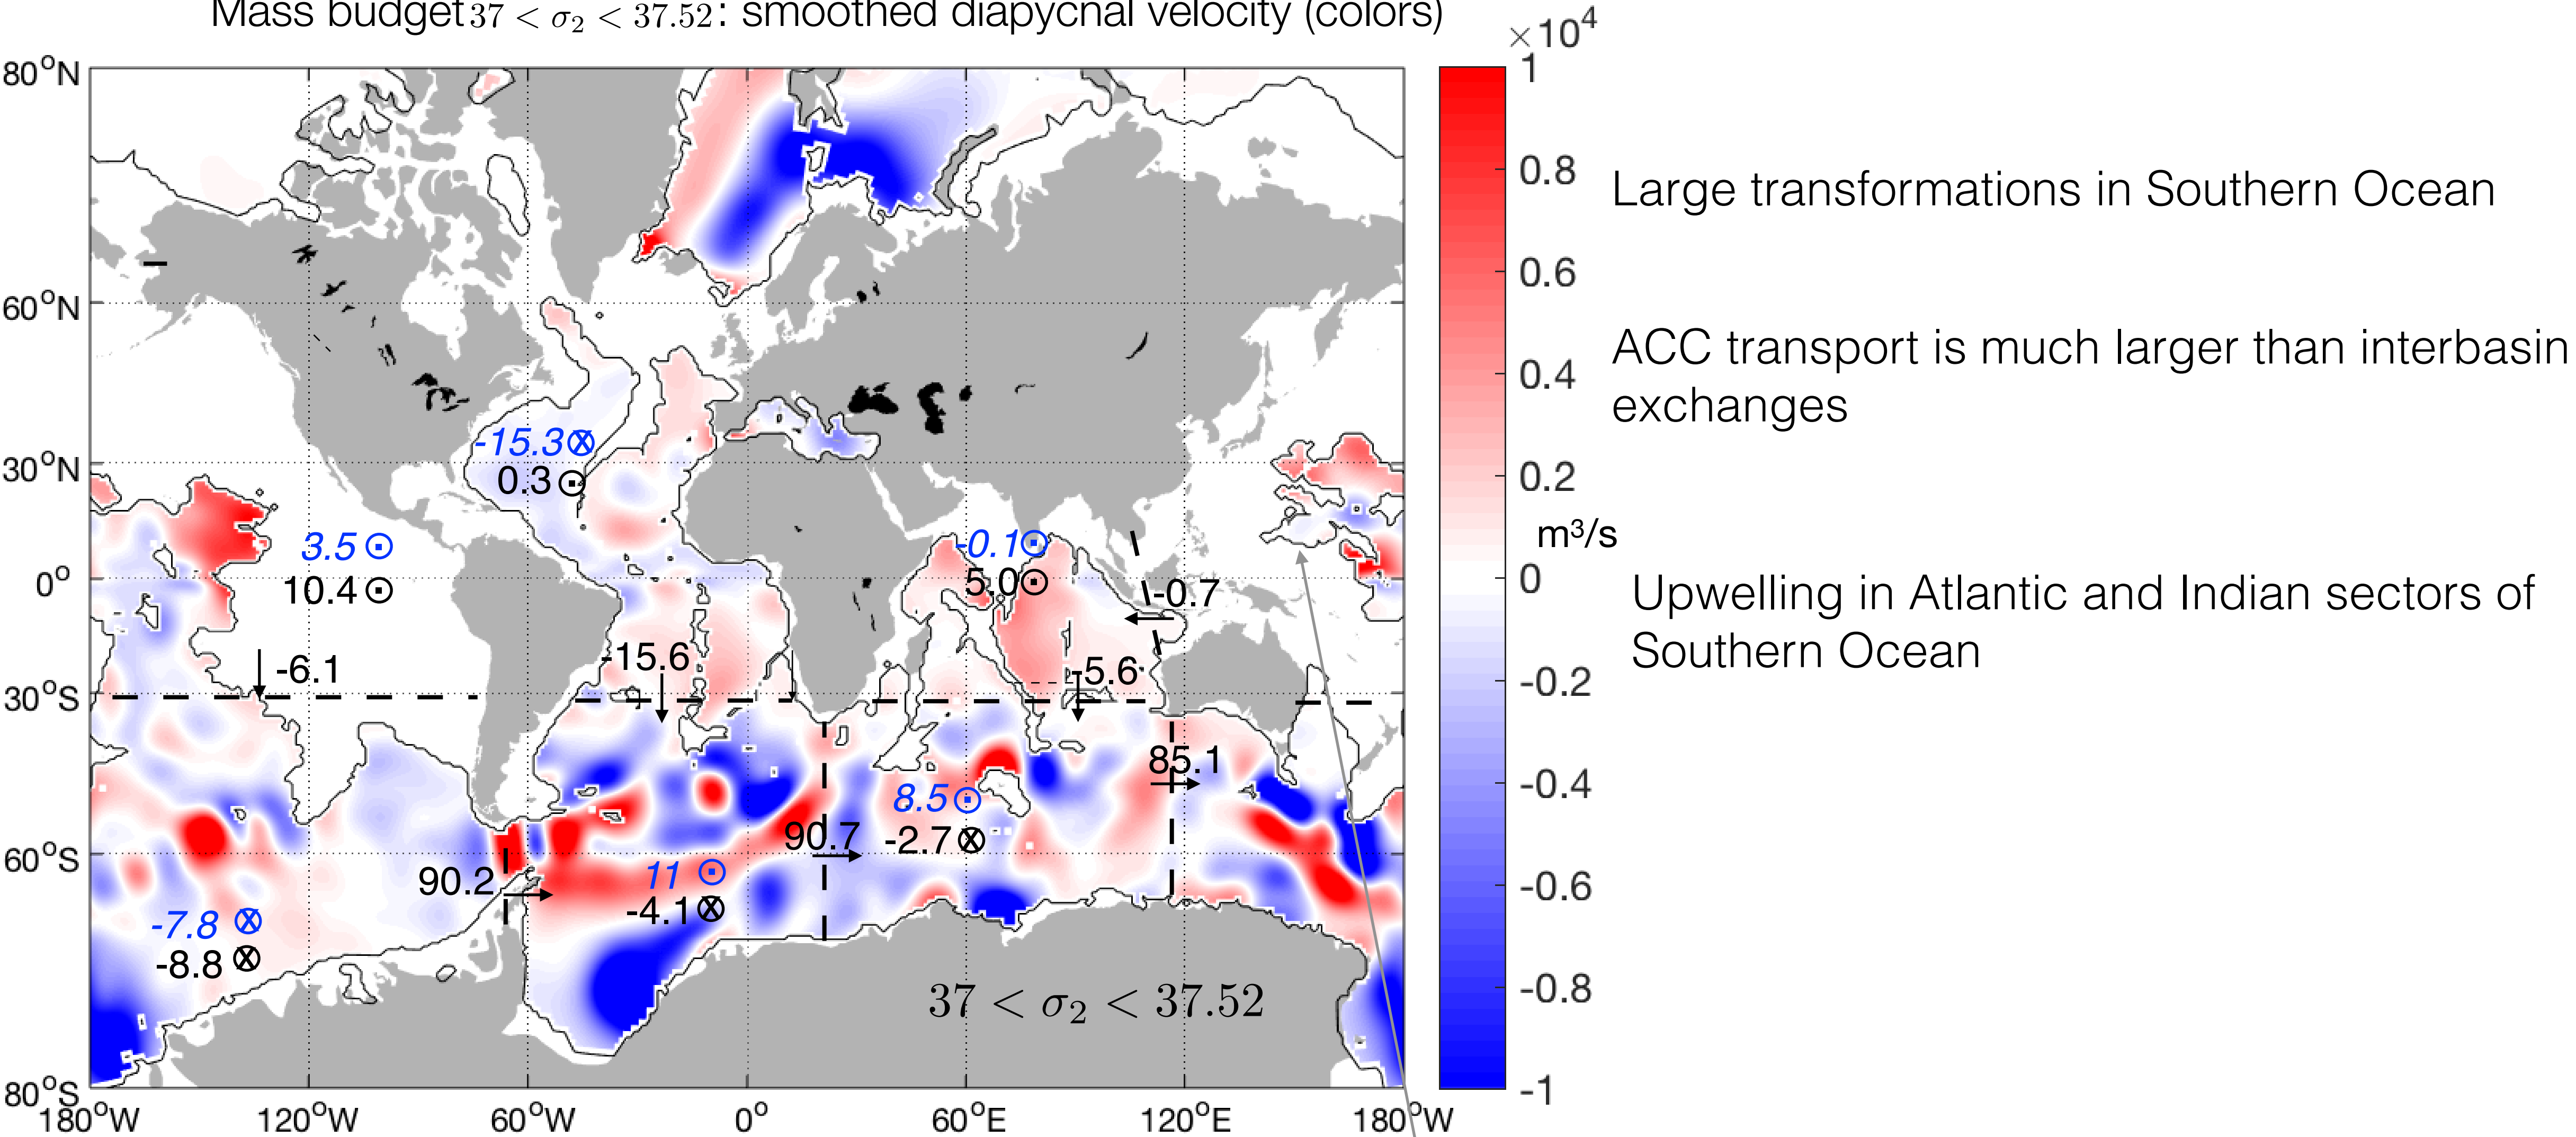 Mass budget 37 < σ₂ < 37.52: smoothed diapycnal velocity (colors)
×10⁴
80°N
60°N
30°N
0°
30°S
60°S
80°S
180°W
120°W
60°W
0°
60°E
120°E
180°W
-15.3
0.3
3.5
10.4
-0.1
5.0
-0.7
-6.1
-15.6
-5.6
85.1
8.5
-2.7
90.7
90.2
11
-4.1
-7.8
-8.8
37 < σ₂ < 37.52
1
0.8
0.6
0.4
0.2
m³/s
0
-0.2
-0.4
-0.6
-0.8
-1
Large transformations in Southern Ocean
ACC transport is much larger than interbasin
exchanges
Upwelling in Atlantic and Indian sectors of
Southern Ocean